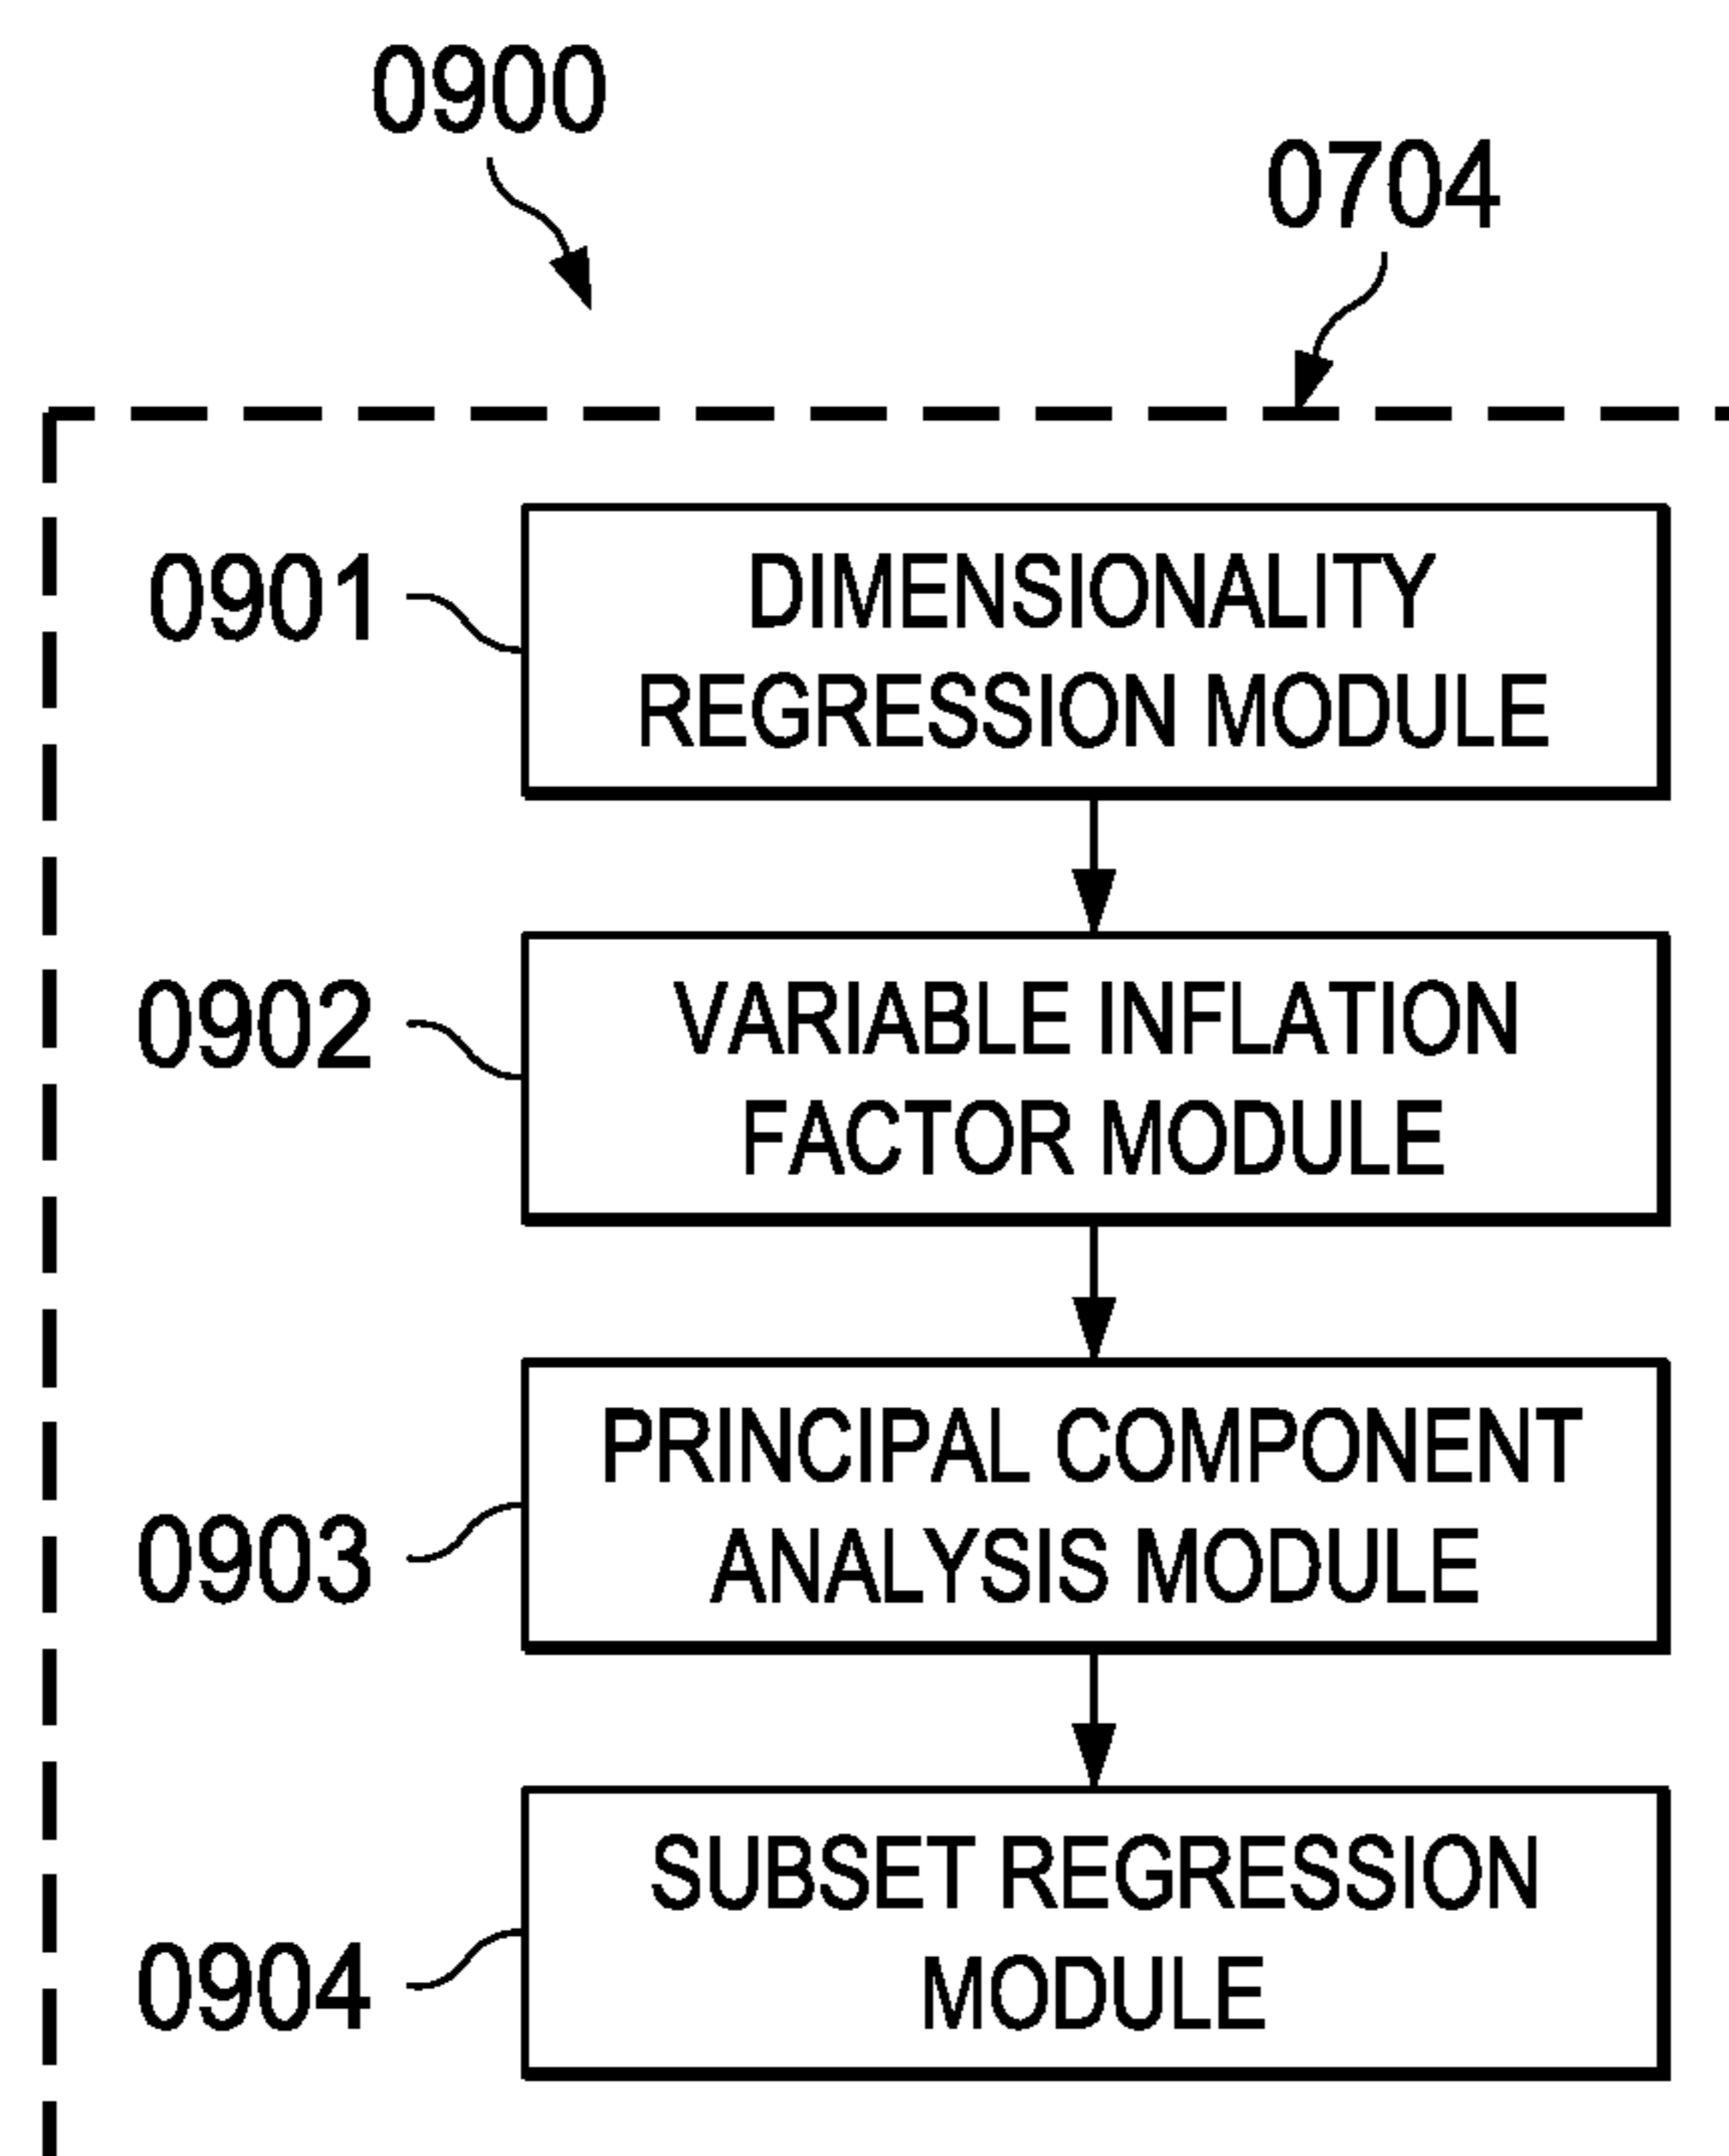 0900
0704
0901
DIMENSIONALITY
REGRESSION MODULE
0902
VARIABLE INFLATION
FACTOR MODULE
0903
PRINCIPAL COMPONENT
ANALYSIS MODULE
0904
SUBSET REGRESSION
MODULE